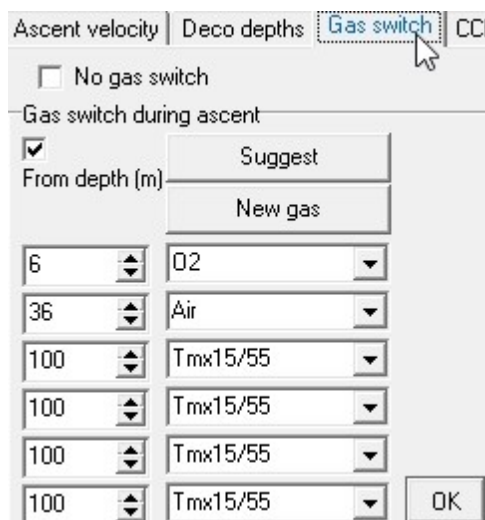 Ascent velocity Deco depths Gas switch CC
No gas switch
Gas switch during ascent
Suggest
From depth (m)
New gas
6 O2
36 Air
100 Tmx15/55
100 Tmx15/55
100 Tmx15/55
100 Tmx15/55 OK